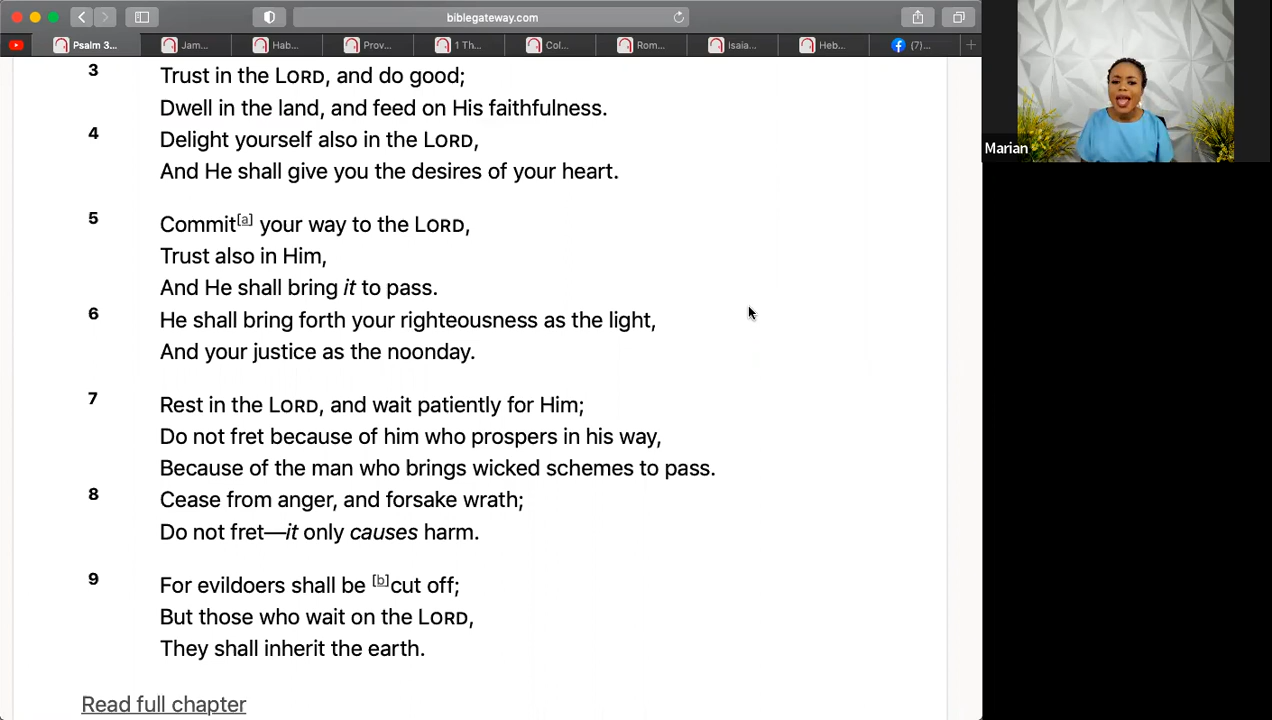 biblegateway.com
Psalm 3...
Jam...
Hab...
Prov...
1 Th...
Col...
Rom...
Isaia...
Heb...
(7)...
Marian
3 Trust in the LORD, and do good;
Dwell in the land, and feed on His faithfulness.
4 Delight yourself also in the LORD,
And He shall give you the desires of your heart.
5 Commit[a] your way to the LORD,
Trust also in Him,
And He shall bring it to pass.
6 He shall bring forth your righteousness as the light,
And your justice as the noonday.
7 Rest in the LORD, and wait patiently for Him;
Do not fret because of him who prospers in his way,
Because of the man who brings wicked schemes to pass.
8 Cease from anger, and forsake wrath;
Do not fret—it only causes harm.
9 For evildoers shall be [b]cut off;
But those who wait on the LORD,
They shall inherit the earth.
Read full chapter